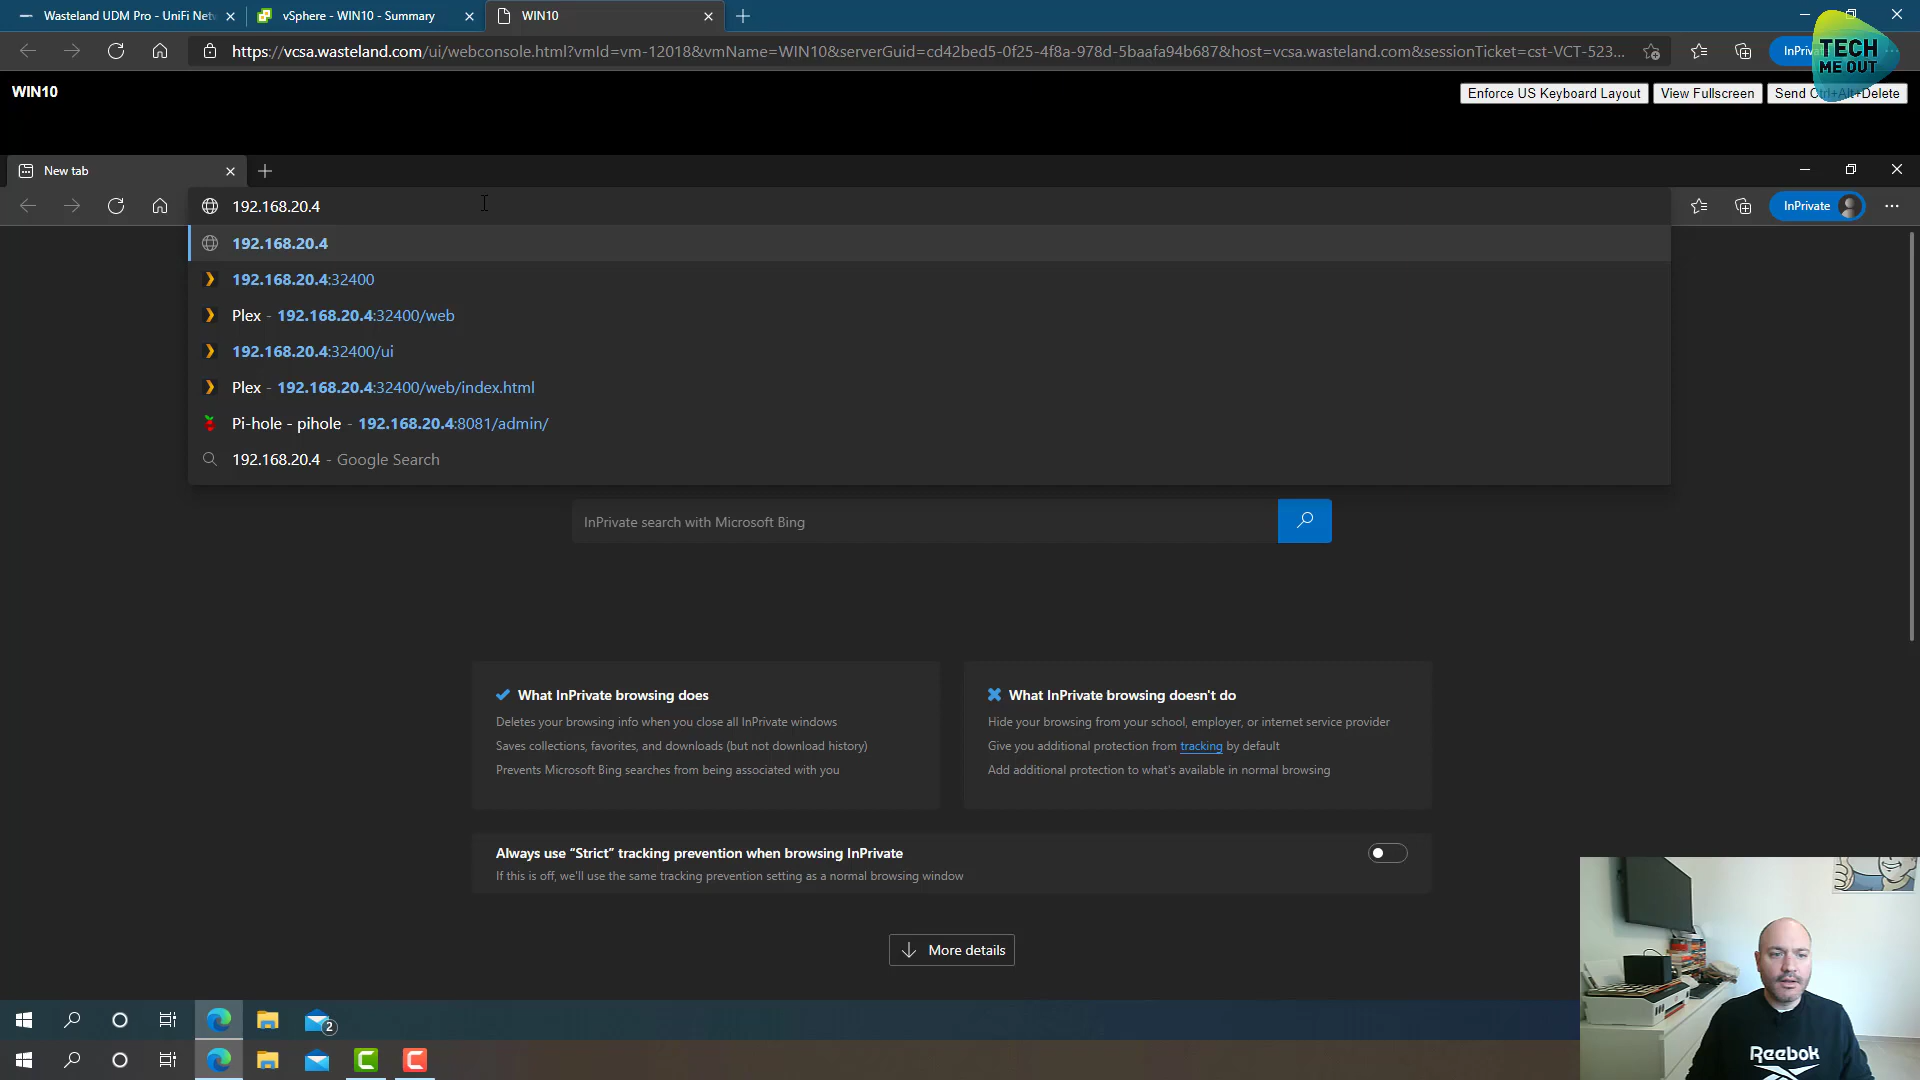 Wasteland UDM Pro - UniFi Netw
vSphere - WIN10 - Summary
WIN10
https://vcsa.wasteland.com/ui/webconsole.html?vmId=vm-12018&vmName=WIN10&serverGuid=cd42bed5-0f25-4f8a-978d-5baafa94b687&host=vcsa.wasteland.com&sessionTicket=cst-VCT-523...
TECH
ME OUT
WIN10
Enforce US Keyboard Layout
View Fullscreen
Send Ctrl+Alt+Delete
New tab
192.168.20.4
InPrivate
192.168.20.4
192.168.20.4:32400
Plex - 192.168.20.4:32400/web
192.168.20.4:32400/ui
Plex - 192.168.20.4:32400/web/index.html
Pi-hole - pihole - 192.168.20.4:8081/admin/
192.168.20.4 - Google Search
InPrivate search with Microsoft Bing
What InPrivate browsing does
Deletes your browsing info when you close all InPrivate windows
Saves collections, favorites, and downloads (but not download history)
Prevents Microsoft Bing searches from being associated with you
What InPrivate browsing doesn't do
Hide your browsing from your school, employer, or internet service provider
Give you additional protection from tracking by default
Add additional protection to what's available in normal browsing
Always use “Strict” tracking prevention when browsing InPrivate
If this is off, we'll use the same tracking prevention setting as a normal browsing window
More details
2
Reebok